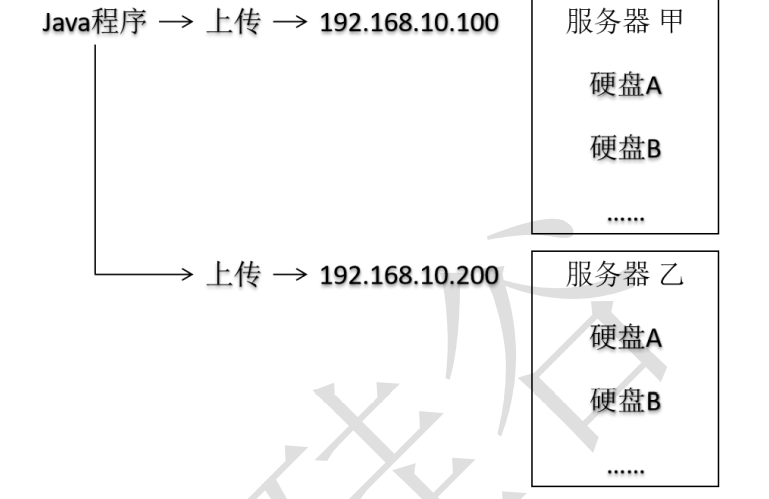 Java程序 → 上传 → 192.168.10.100
服务器 甲
硬盘A
硬盘B
......
上传 → 192.168.10.200
服务器 乙
硬盘A
硬盘B
......
硅谷